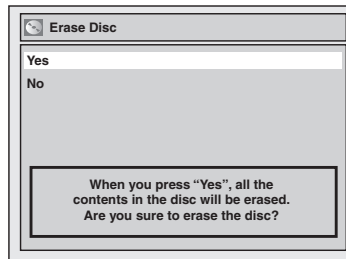 Erase Disc
Yes
No
When you press “Yes”, all the
contents in the disc will be erased.
Are you sure to erase the disc?